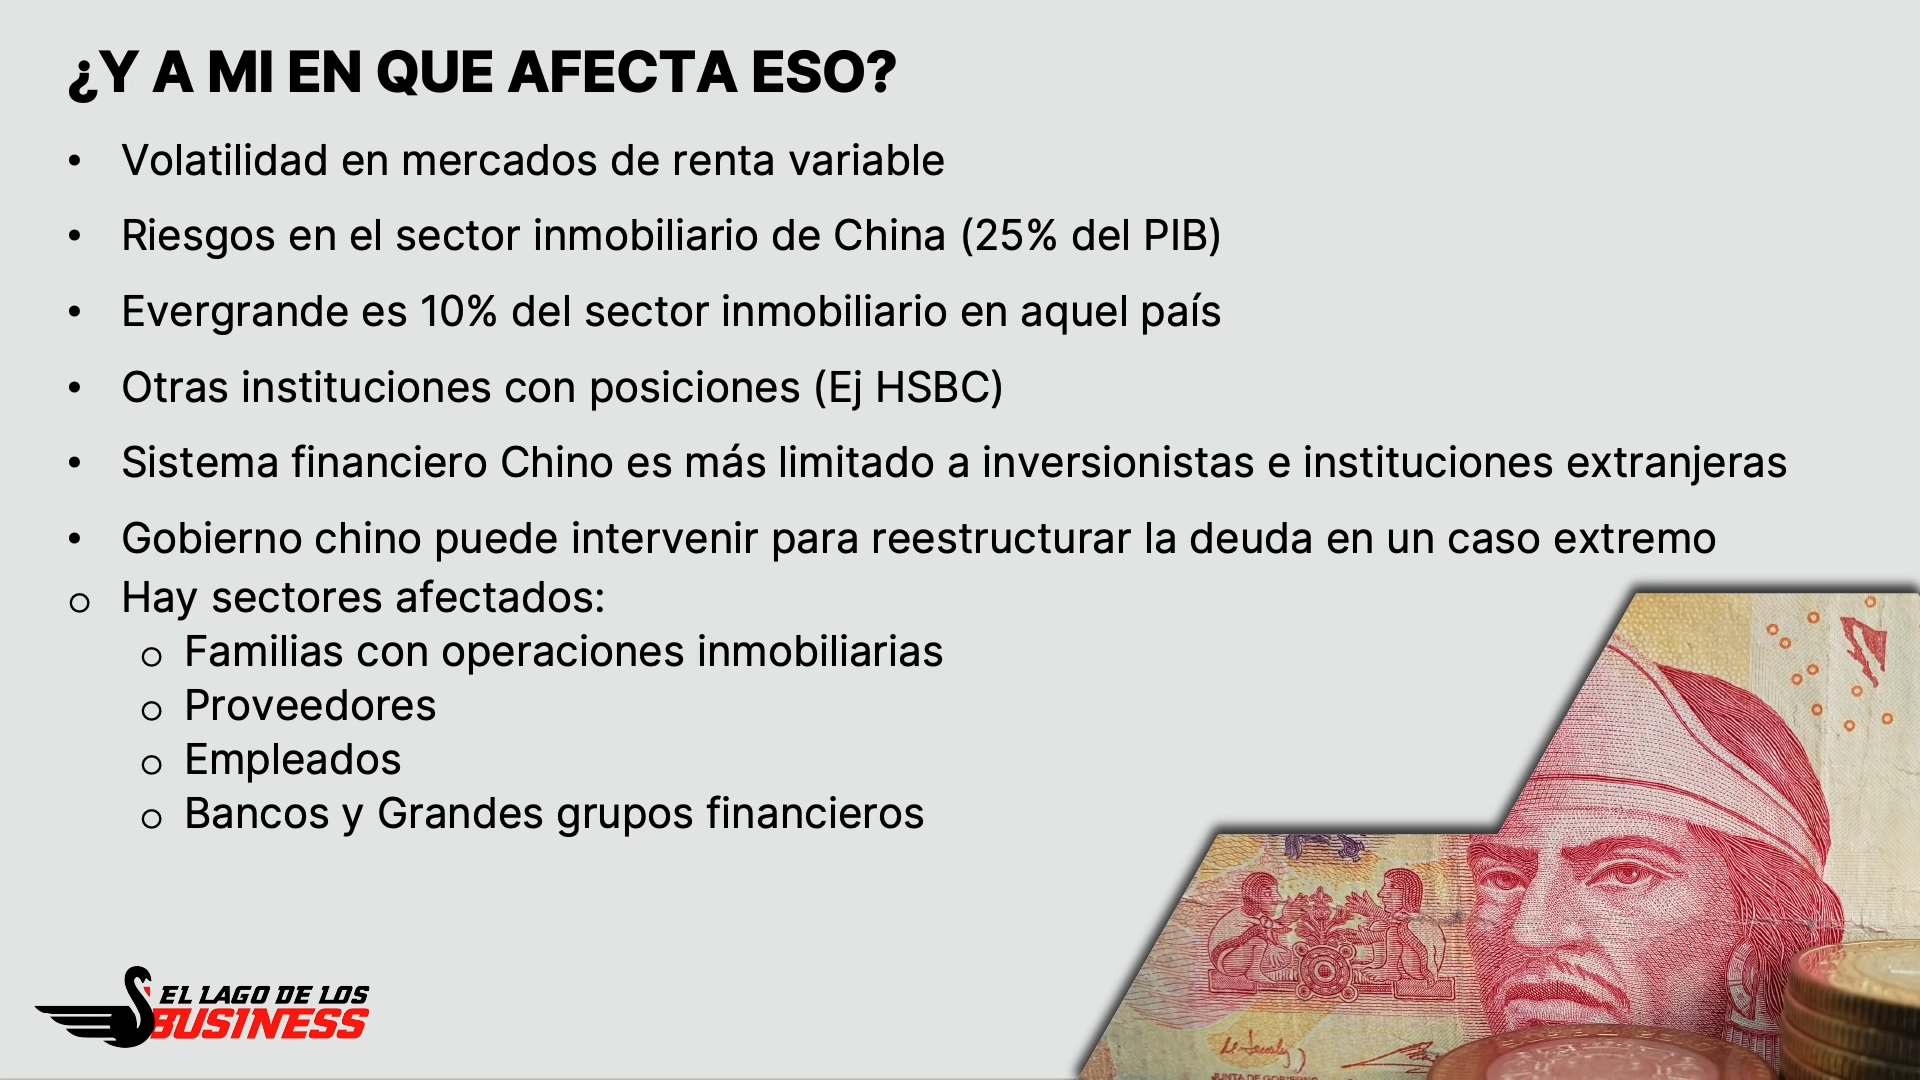 ¿Y A MI EN QUE AFECTA ESO?
• Volatilidad en mercados de renta variable
• Riesgos en el sector inmobiliario de China (25% del PIB)
• Evergrande es 10% del sector inmobiliario en aquel país
• Otras instituciones con posiciones (Ej HSBC)
• Sistema financiero Chino es más limitado a inversionistas e instituciones extranjeras
• Gobierno chino puede intervenir para reestructurar la deuda en un caso extremo
o Hay sectores afectados:
o Familias con operaciones inmobiliarias
o Proveedores
o Empleados
o Bancos y Grandes grupos financieros
EL LAGO DE LOS
BUSINESS
JUNTA DE GOBIERNO